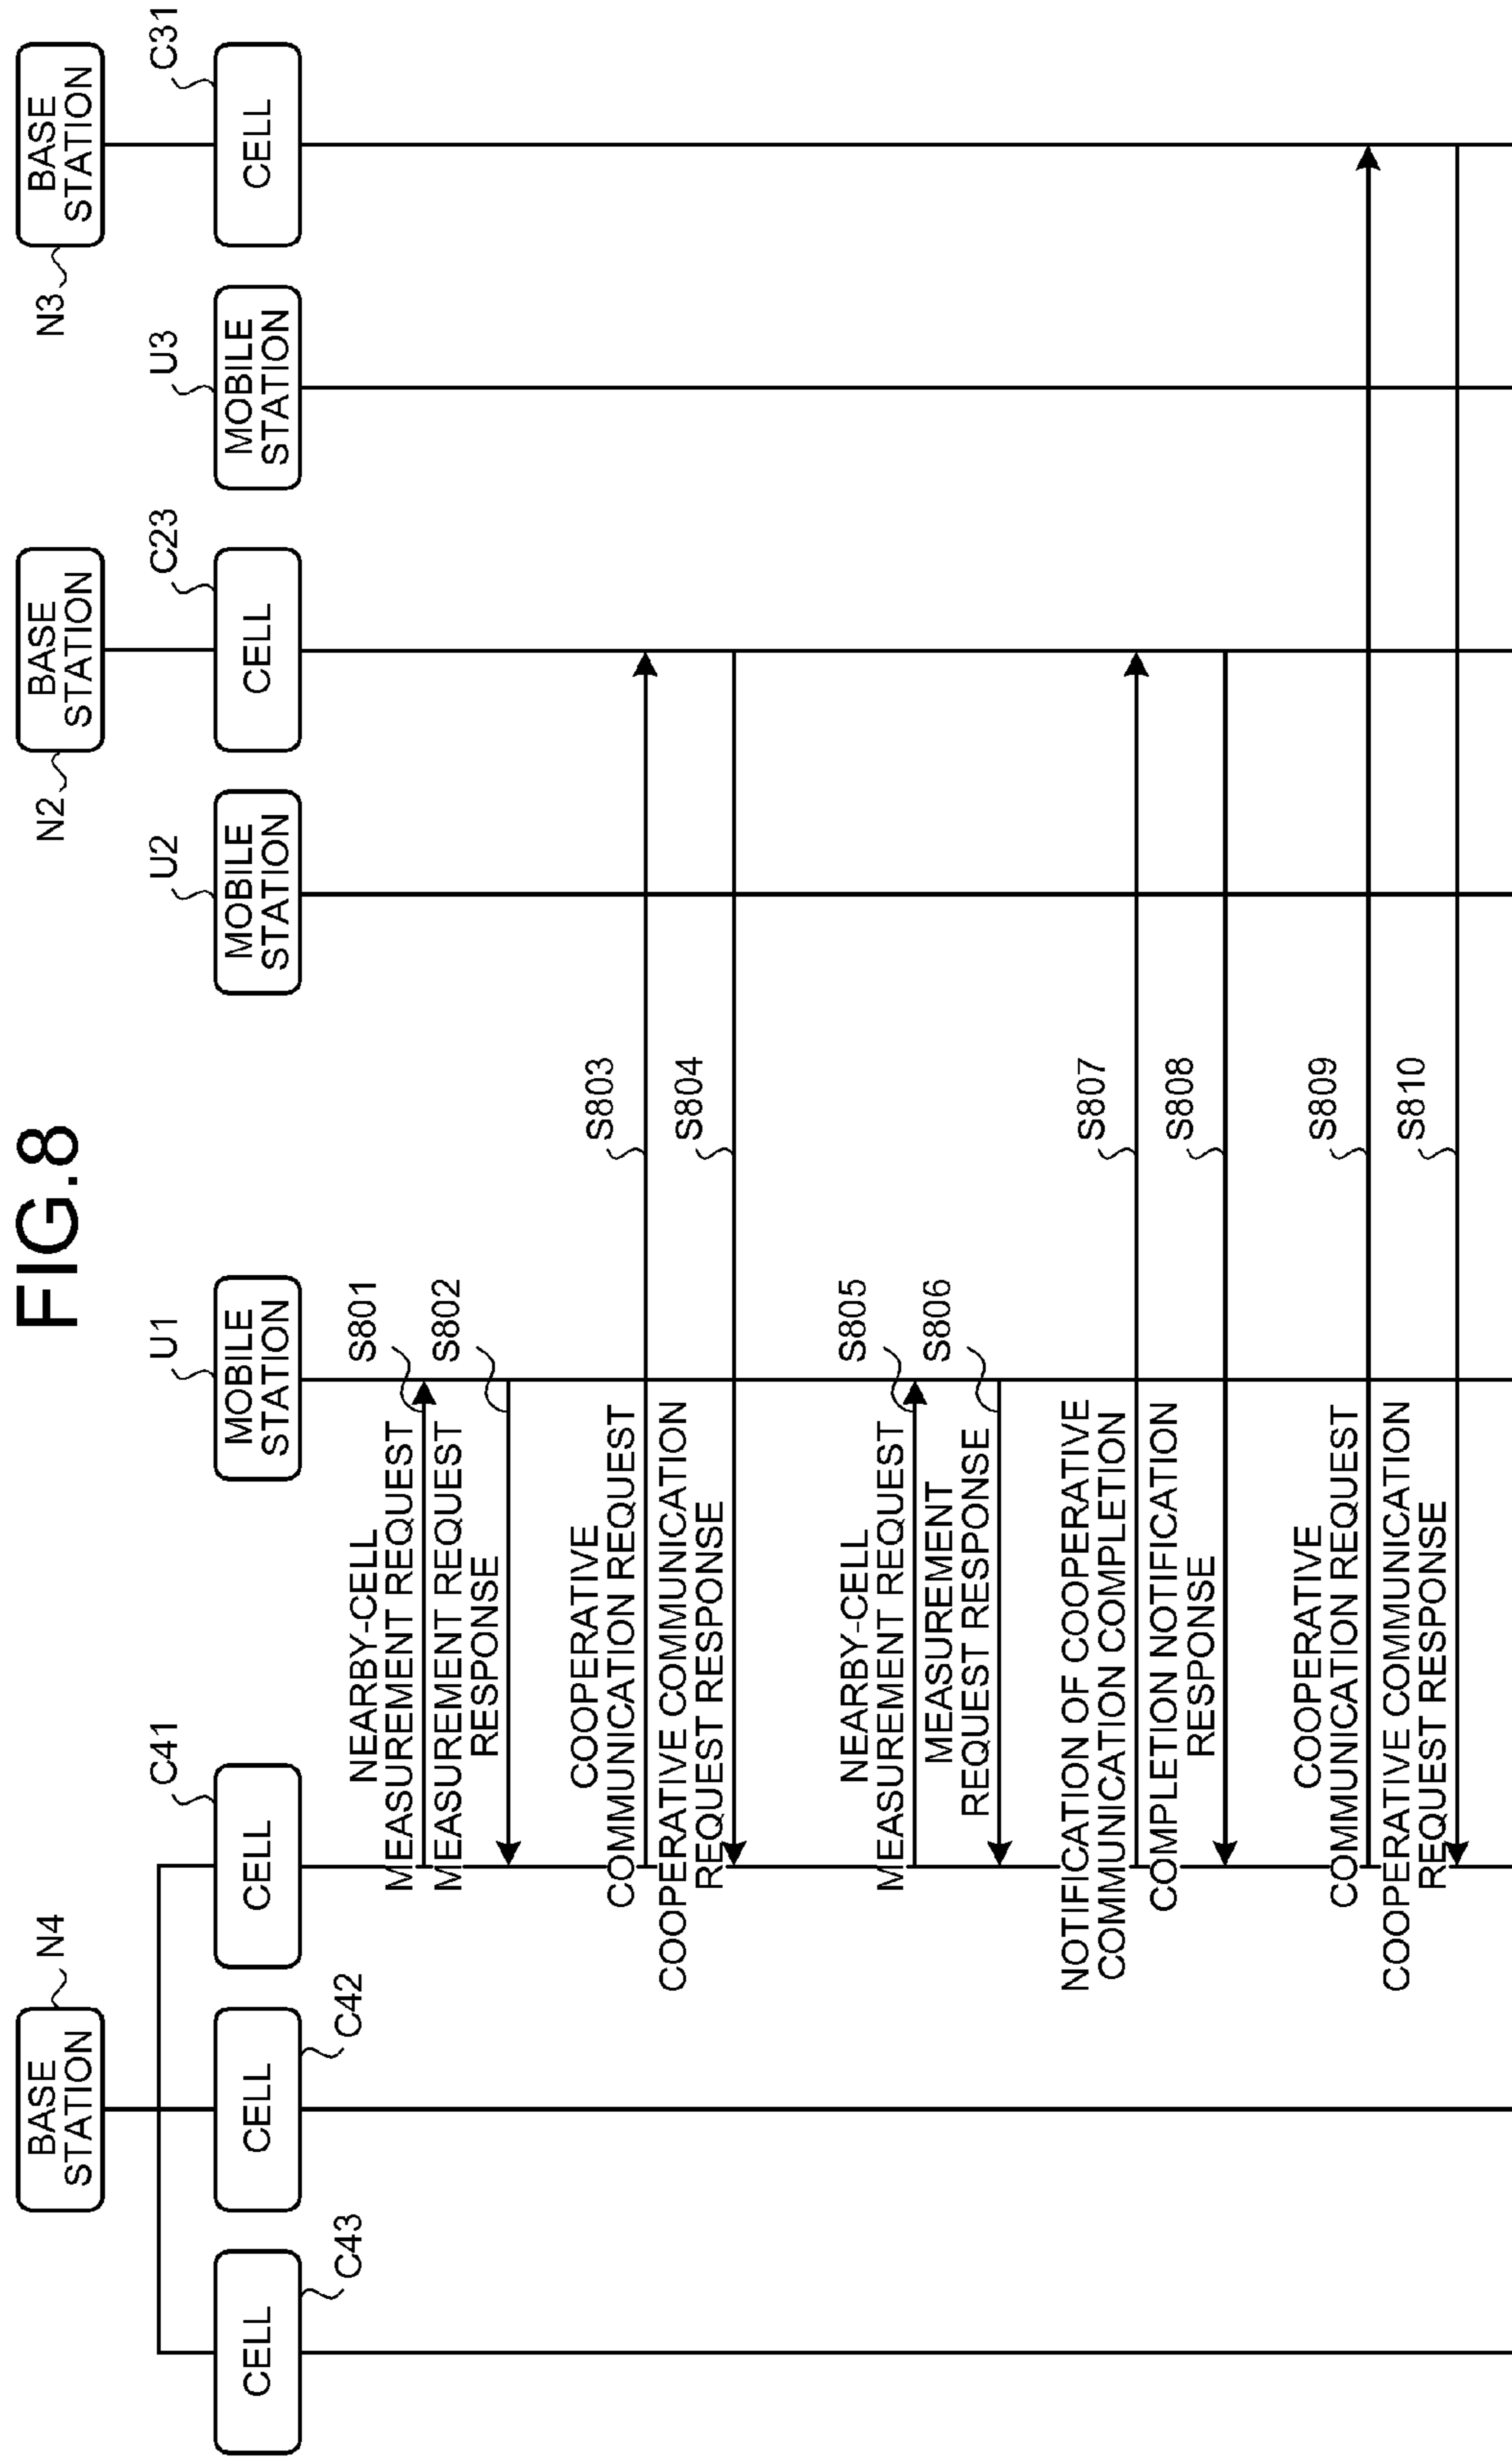 FIG.8
BASE
STATION
N4
BASE
STATION
N2
BASE
STATION
N3
CELL
C43
CELL
C42
CELL
C41
MOBILE
STATION
U1
MOBILE
STATION
U2
CELL
C23
MOBILE
STATION
U3
CELL
C31
NEARBY-CELL
MEASUREMENT REQUEST
S801
MEASUREMENT REQUEST
RESPONSE
S802
COOPERATIVE
COMMUNICATION REQUEST
S803
COOPERATIVE COMMUNICATION
REQUEST RESPONSE
S804
NEARBY-CELL
MEASUREMENT REQUEST
S805
MEASUREMENT
REQUEST RESPONSE
S806
NOTIFICATION OF COOPERATIVE
COMMUNICATION COMPLETION
S807
COMPLETION NOTIFICATION
RESPONSE
S808
COOPERATIVE
COMMUNICATION REQUEST
S809
COOPERATIVE COMMUNICATION
REQUEST RESPONSE
S810